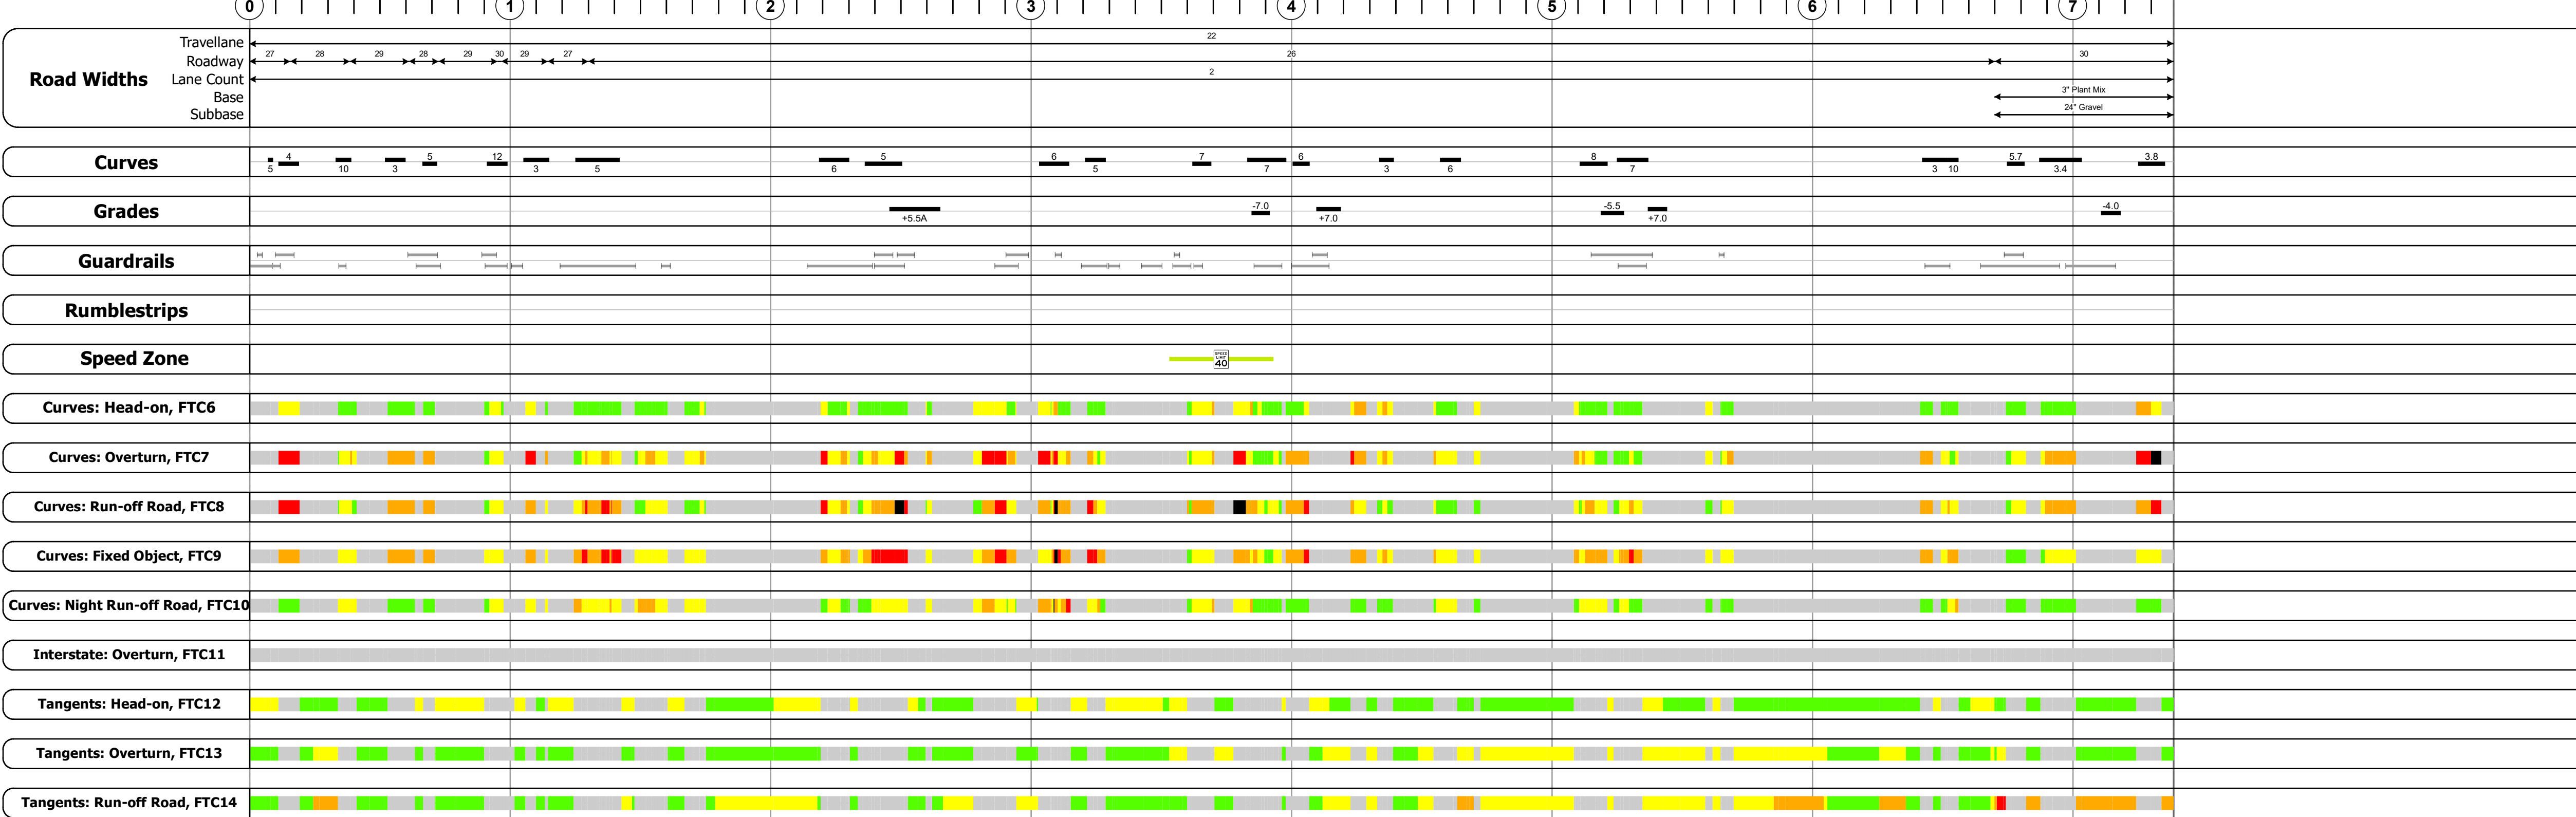 0 1 2 3 4 5 6 7
Travellane 22
27 28 29 28 29 30 29 27 26 30
Roadway
Road Widths
Lane Count 2
Base 3" Plant Mix
Subbase 24" Gravel
4 5 12 5 6 7 6 8 5.7 3.8
Curves
5 10 3 3 5 6 5 7 3 6 7 3 10 3.4
-7.0 -5.5 -4.0
Grades
+5.5A +7.0 +7.0
Guardrails
Rumblestrips
Speed Zone
SPEED
LIMIT
40
Curves: Head-on, FTC6
Curves: Overturn, FTC7
Curves: Run-off Road, FTC8
Curves: Fixed Object, FTC9
Curves: Night Run-off Road, FTC10
Interstate: Overturn, FTC11
Tangents: Head-on, FTC12
Tangents: Overturn, FTC13
Tangents: Run-off Road, FTC14